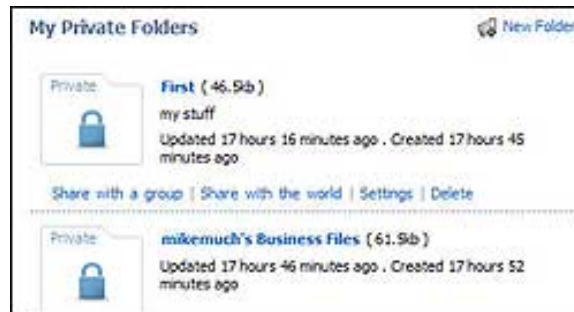 My Private Folders
New Folder
Private
First (46.5kb)
my stuff
Updated 17 hours 16 minutes ago . Created 17 hours 45
minutes ago
Share with a group | Share with the world | Settings | Delete
Private
mikemuch's Business Files (61.5kb)
Updated 17 hours 46 minutes ago . Created 17 hours 52
minutes ago